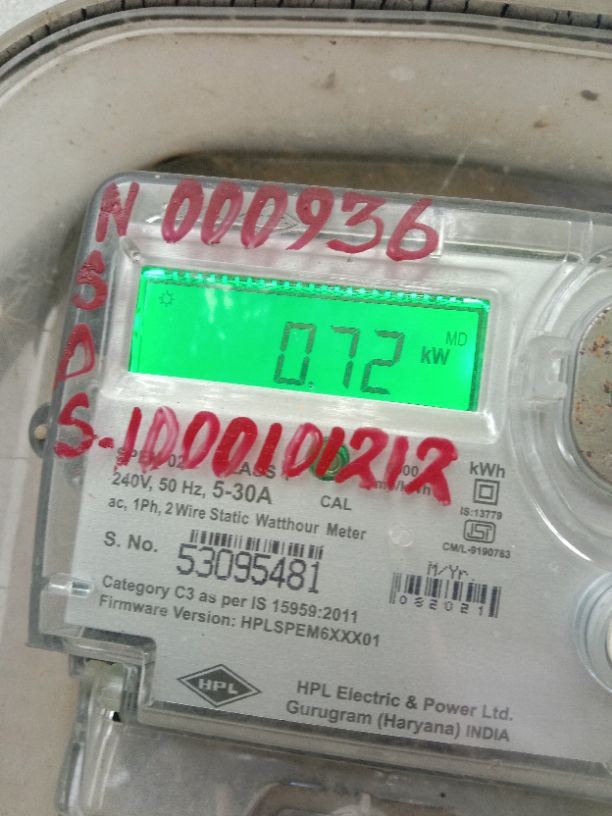 N 000936
S
D
S-1000101212
MD
0.72 kW
kWh
240V, 50 Hz, 5-30A
CAL
IS:13779
ac, 1Ph, 2 Wire Static Watthour Meter
CM/L-9190783
S. No.
53095481
M/Yr.
082021
Category C3 as per IS 15959:2011
Firmware Version: HPLSPEM6XXX01
HPL
HPL Electric & Power Ltd.
Gurugram (Haryana) INDIA